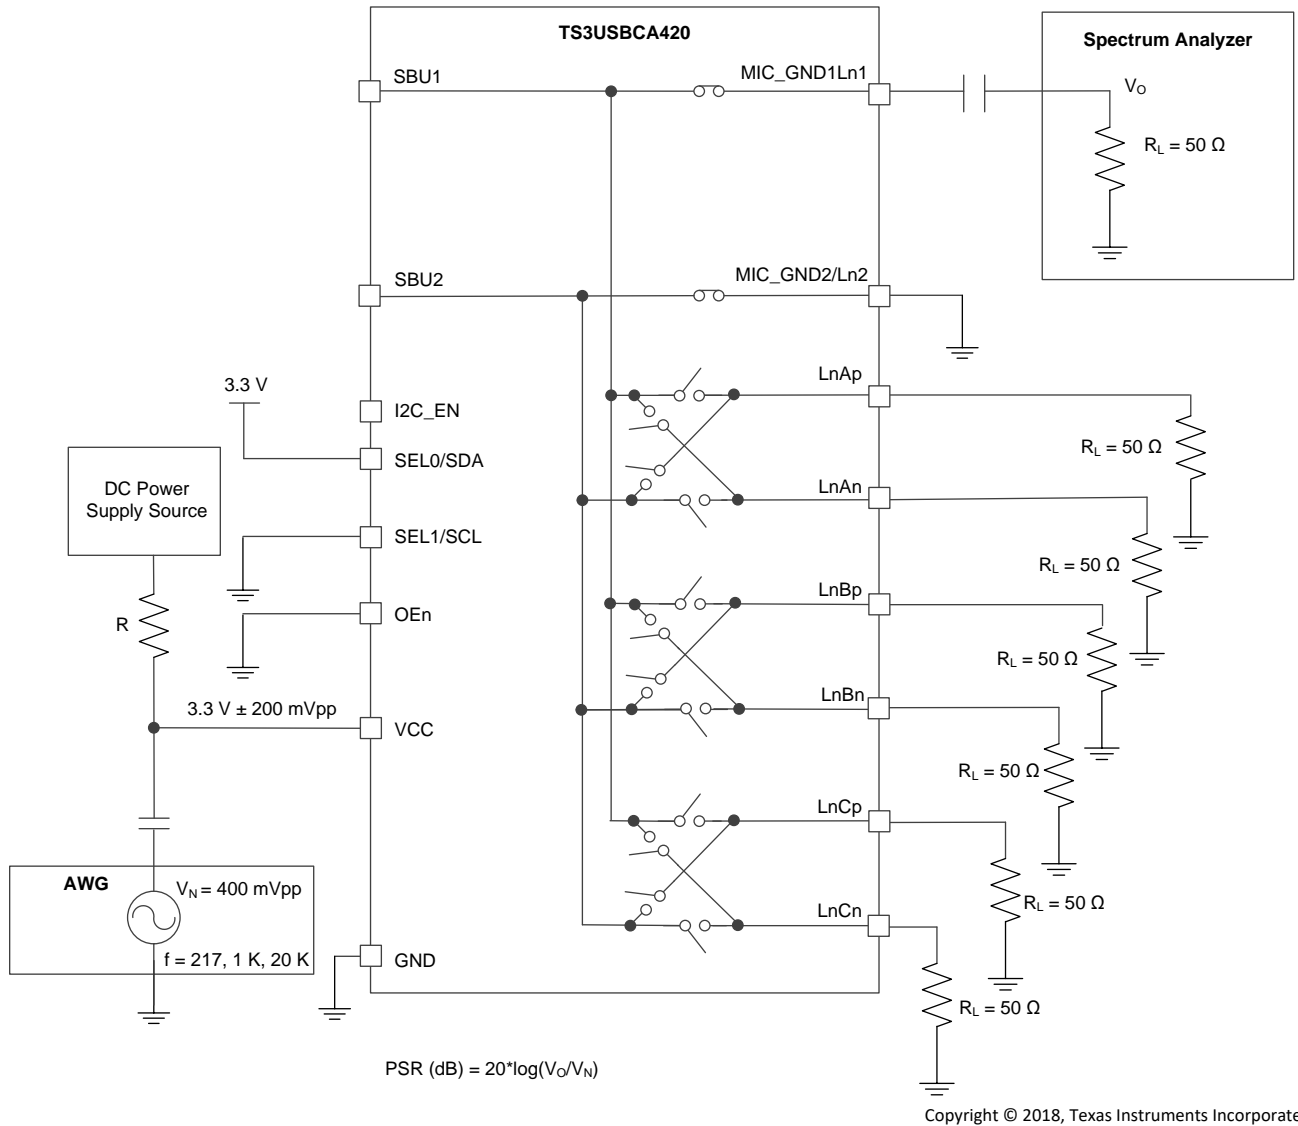 TS3USBCA420
Spectrum Analyzer
SBU1
MIC_GND1Ln1
VO
RL = 50 Ω
SBU2
MIC_GND2/Ln2
LnAp
3.3 V
I2C_EN
SEL0/SDA
RL = 50 Ω
DC Power
Supply Source
LnAn
SEL1/SCL
RL = 50 Ω
LnBp
OEn
R
RL = 50 Ω
LnBn
3.3 V ± 200 mVpp
VCC
RL = 50 Ω
LnCp
AWG
VN = 400 mVpp
RL = 50 Ω
LnCn
f = 217, 1 K, 20 K
GND
RL = 50 Ω
PSR (dB) = 20*log(VO/VN)
Copyright © 2018, Texas Instruments Incorporate